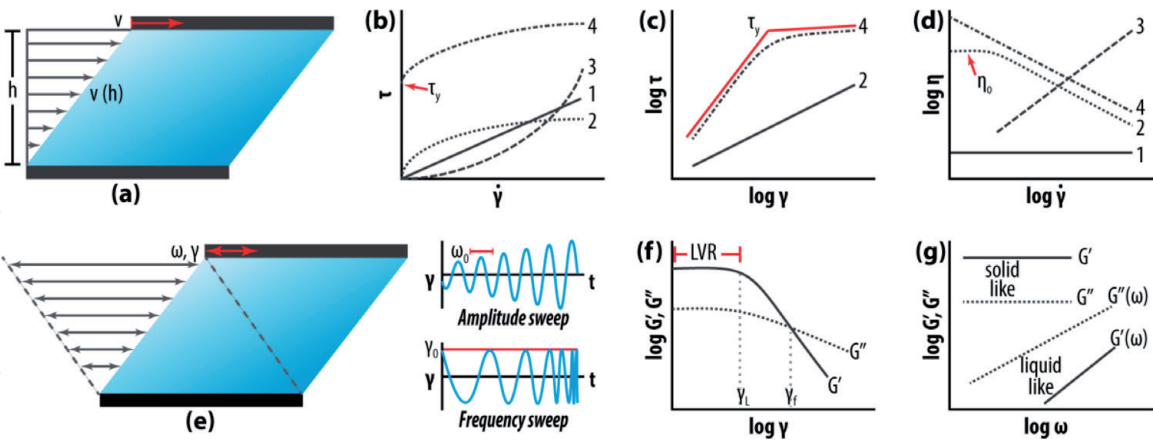 v
h
v (h)
(a)
(b)
τ
τy
4
3
1
2
γ̇
(c)
log τ
τy
4
2
log γ
(d)
log η
η₀
3
4
2
1
log γ̇
ω, γ
(e)
ω₀
γ
t
Amplitude sweep
γ₀
γ
t
Frequency sweep
(f)
LVR
log G', G"
G"
G'
γL
γf
log γ
(g)
log G', G"
G'
solid
like
G"
G"(ω)
G'(ω)
liquid
like
log ω